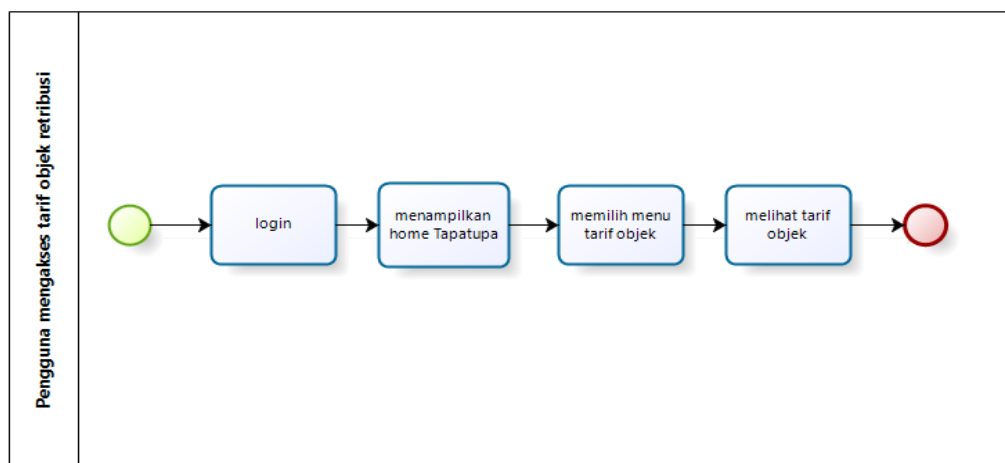 Pengguna mengakses tarif objek retribusi
login
menampilkan
home Tapatupa
memilih menu
tarif objek
melihat tarif
objek